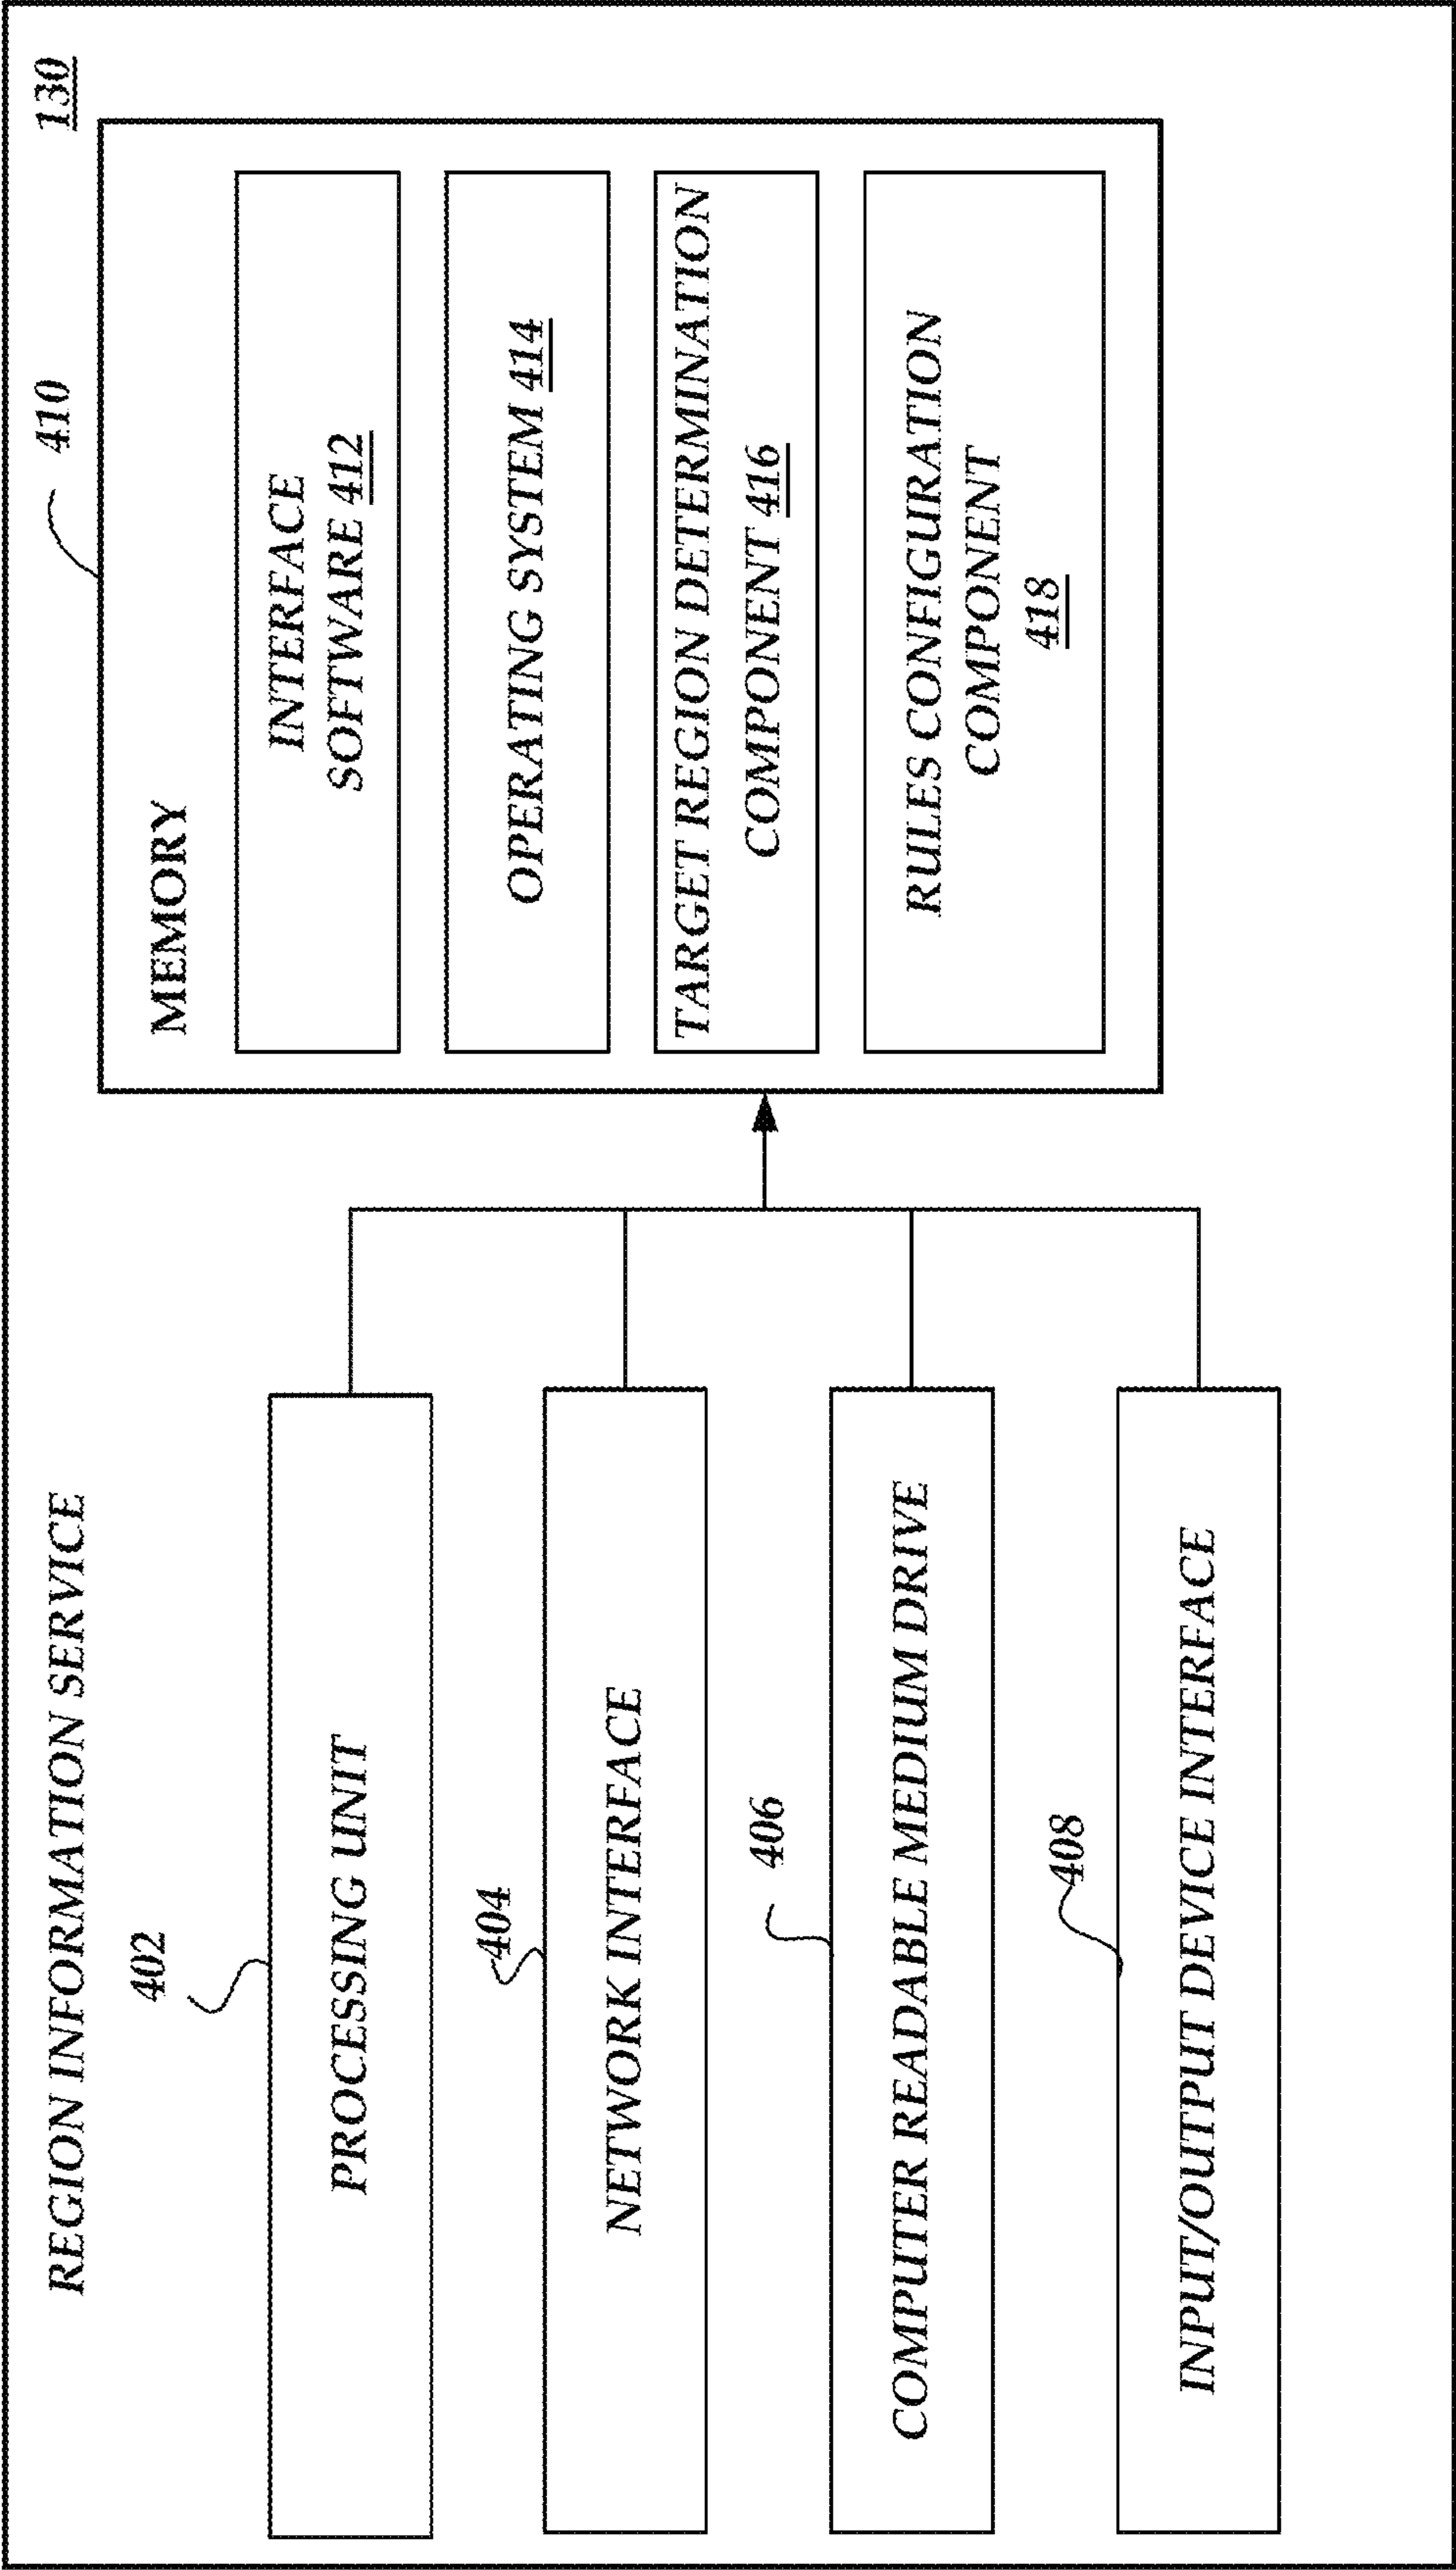 REGION INFORMATION SERVICE
130
402
PROCESSING UNIT
404
NETWORK INTERFACE
406
COMPUTER READABLE MEDIUM DRIVE
408
INPUT/OUTPUT DEVICE INTERFACE
410
MEMORY
INTERFACE
SOFTWARE 412
OPERATING SYSTEM 414
TARGET REGION DETERMINATION
COMPONENT 416
RULES CONFIGURATION
COMPONENT
418